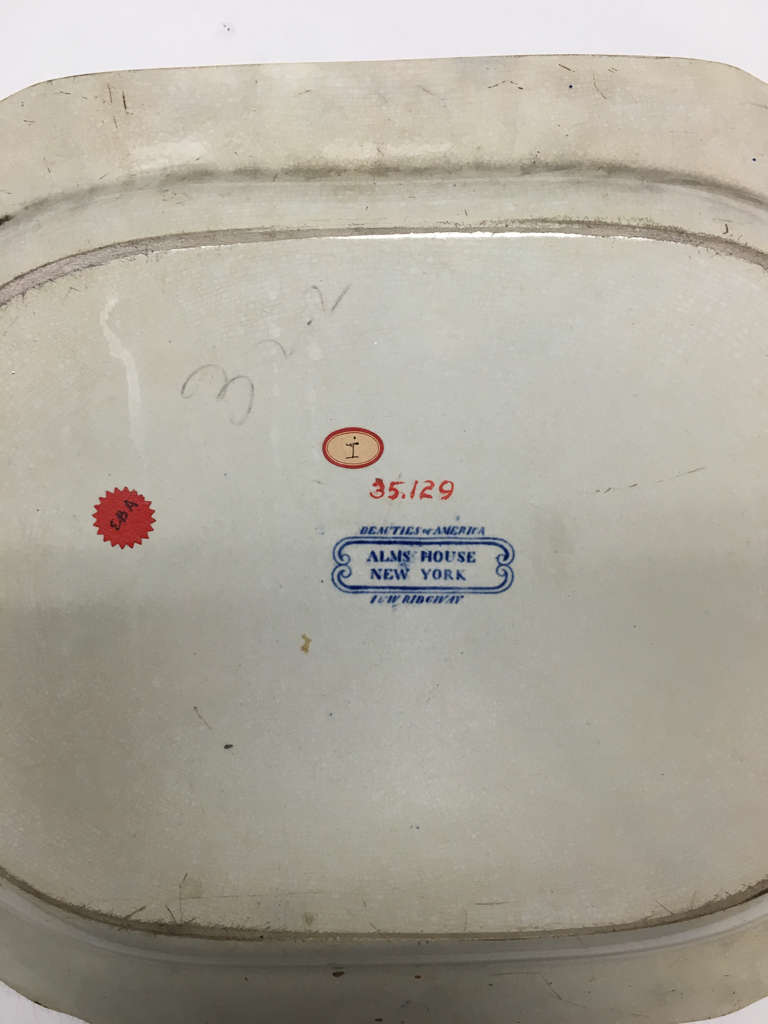 322
i
35.129
EBA
BEAUTIES of AMERICA
ALMS HOUSE
NEW YORK
J & W RIDGWAY